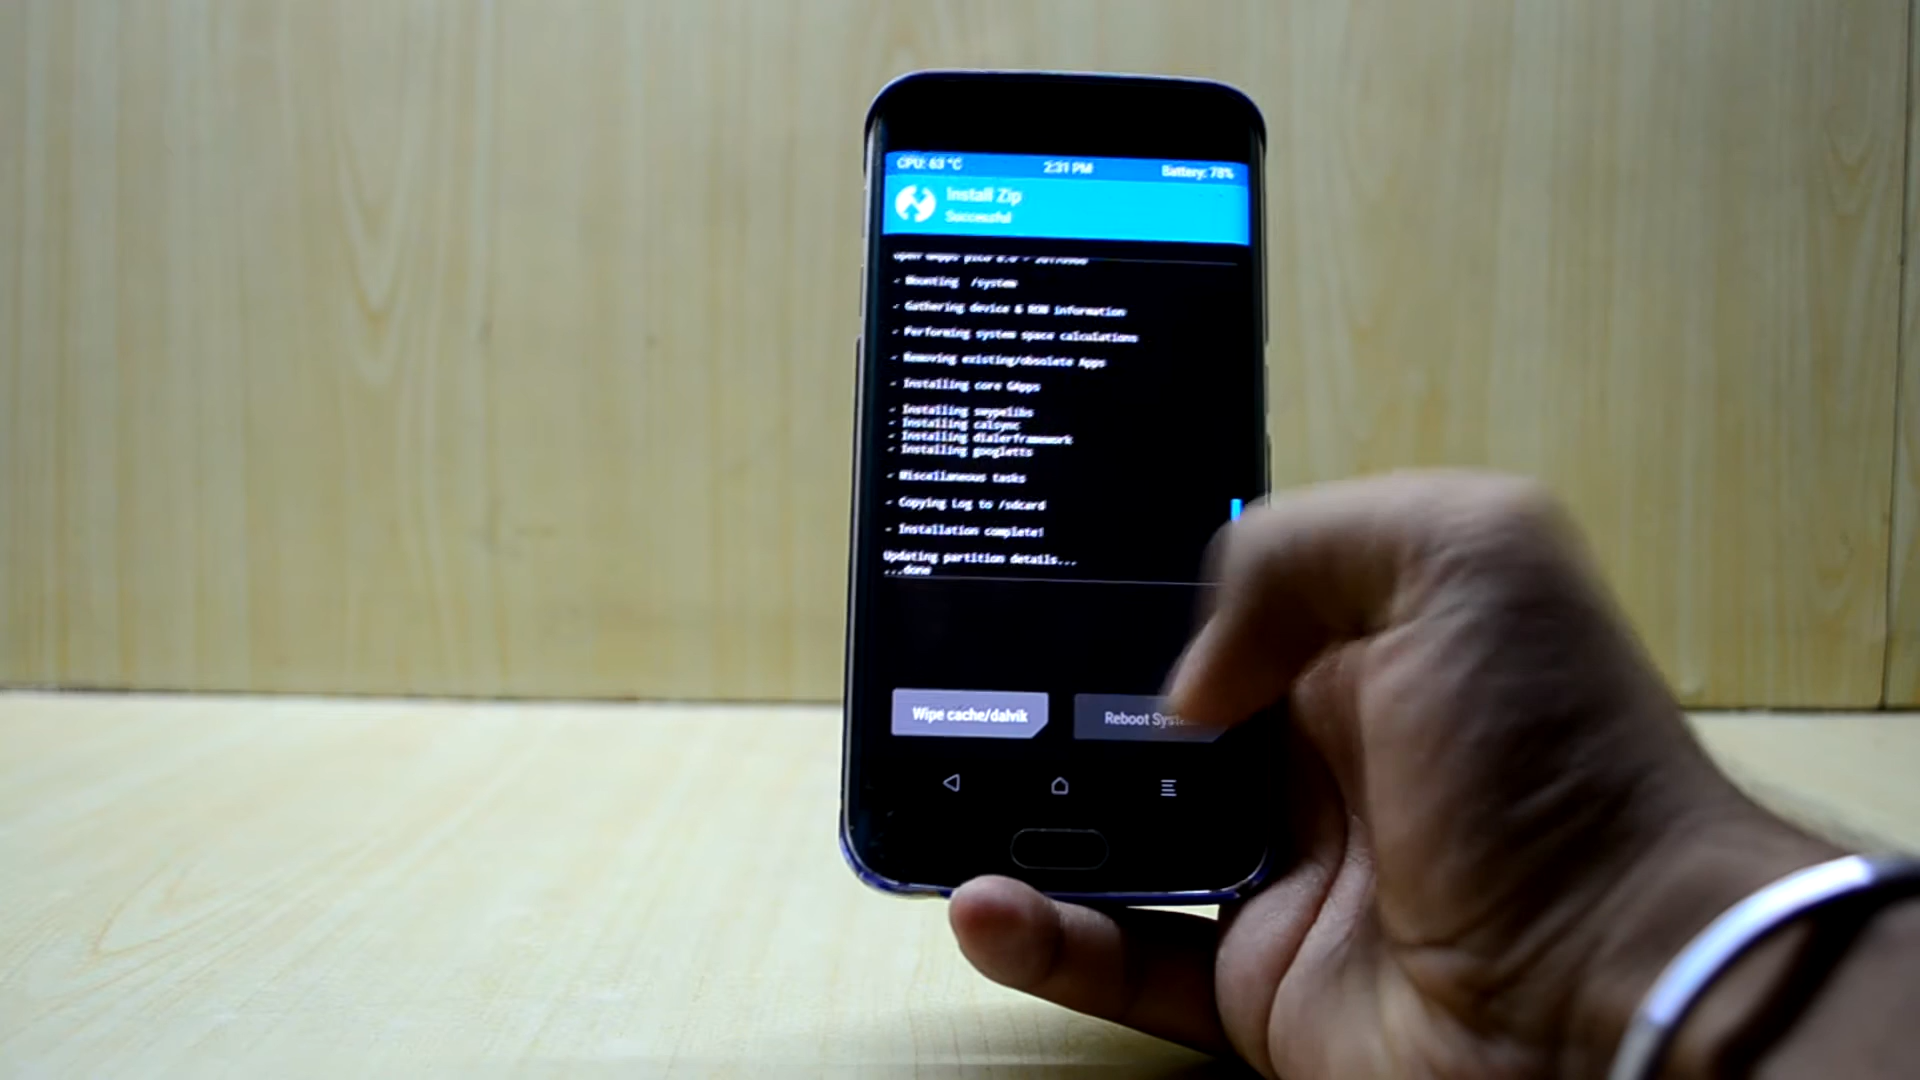 CPU: 63 °C
2:31 PM
Battery: 78%
Install Zip
Successful
- Mounting /system
- Gathering device & ROM information
- Performing system space calculations
- Removing existing/obsolete Apps
- Installing core GApps
- Installing swypelibs
- Installing calsync
- Installing dialerframework
- Installing googletts
- Miscellaneous tasks
- Copying Log to /sdcard
- Installation complete!
Updating partition details...
...done
Wipe cache/dalvik
Reboot